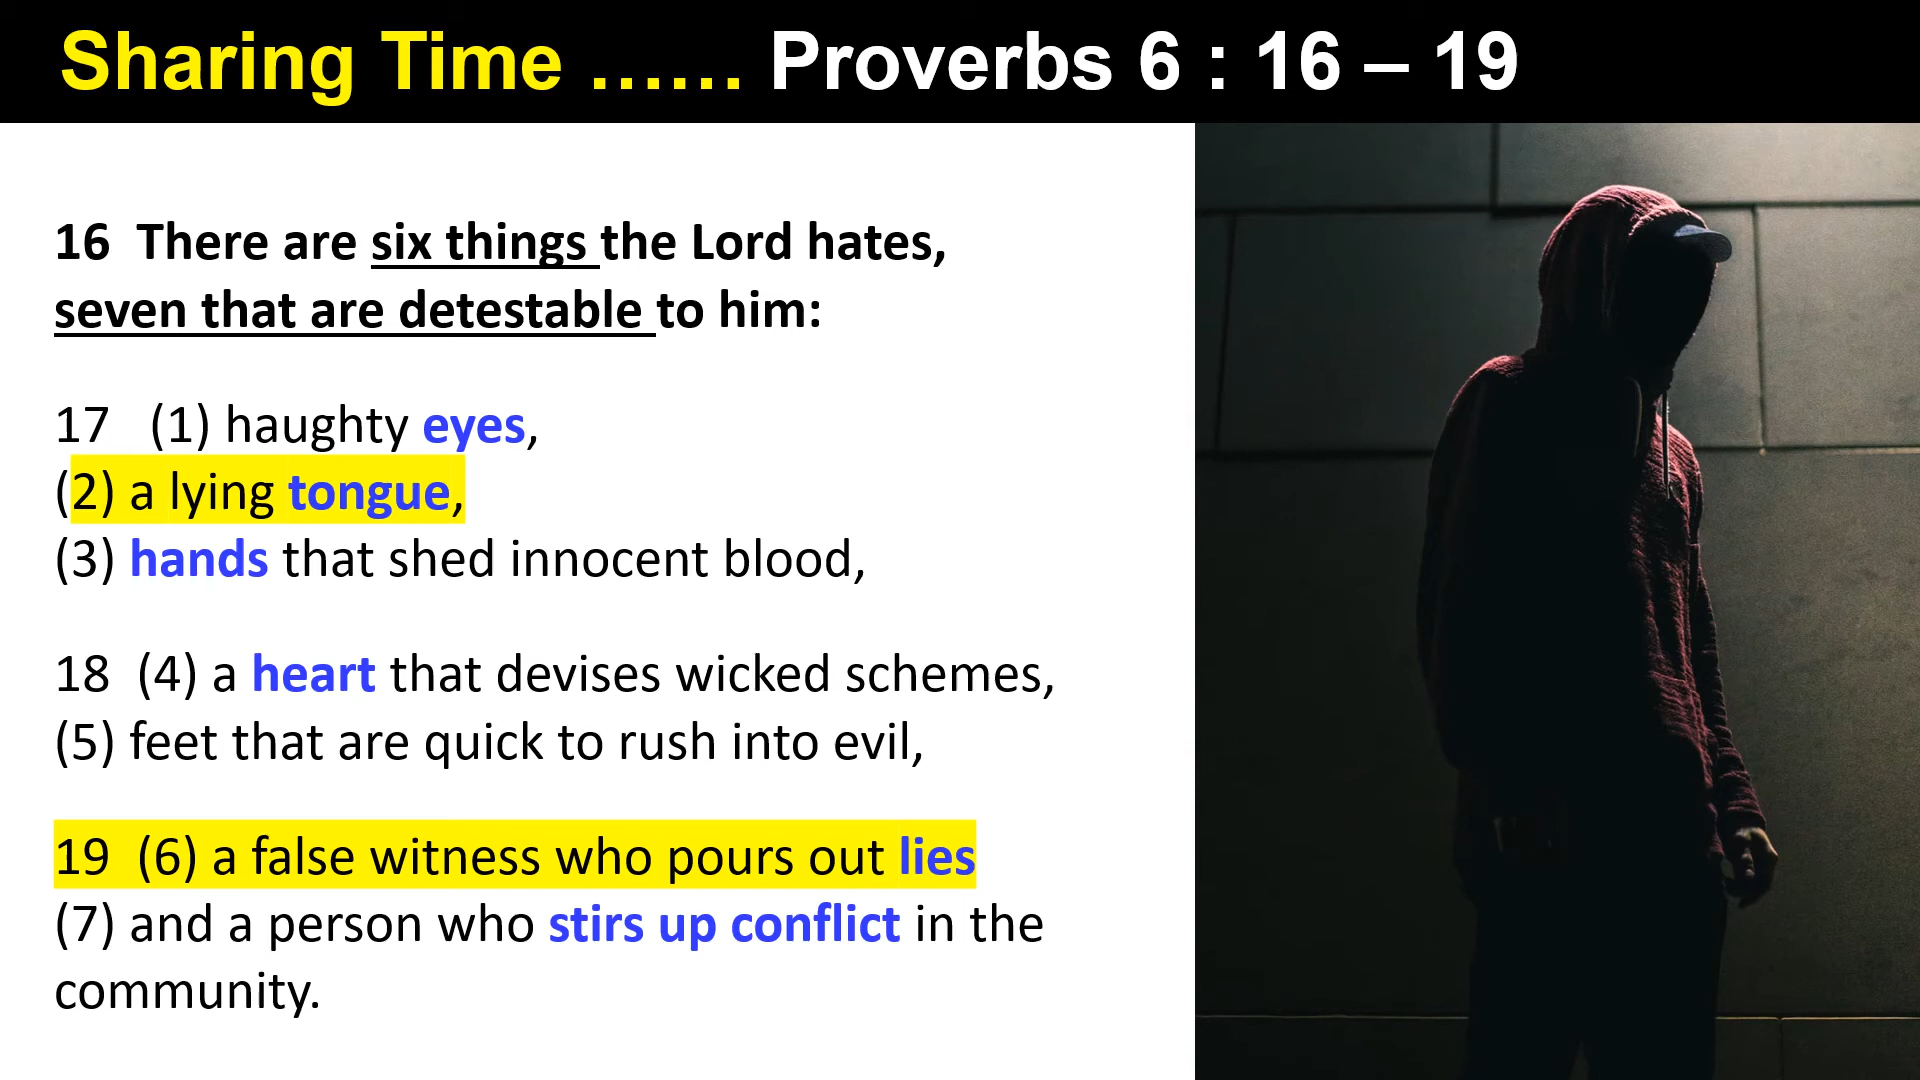 Sharing Time ...... Proverbs 6 : 16 – 19
16 There are six things the Lord hates,
seven that are detestable to him:
17 (1) haughty eyes,
(2) a lying tongue,
(3) hands that shed innocent blood,
18 (4) a heart that devises wicked schemes,
(5) feet that are quick to rush into evil,
19 (6) a false witness who pours out lies
(7) and a person who stirs up conflict in the
community.